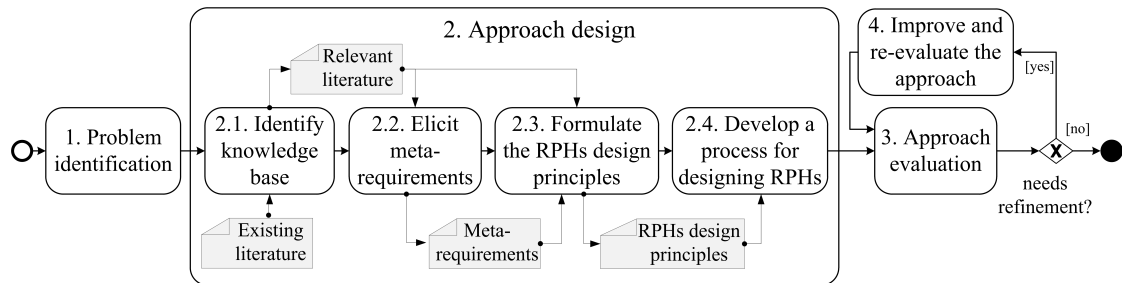 2. Approach design
Relevant
literature
1. Problem
identification
2.1. Identify
knowledge
base
2.2. Elicit
meta-
requirements
2.3. Formulate
the RPHs design
principles
2.4. Develop a
process for
designing RPHs
Existing
literature
Meta-
requirements
RPHs design
principles
4. Improve and
re-evaluate the
approach
[yes]
3. Approach
evaluation
X
[no]
needs
refinement?